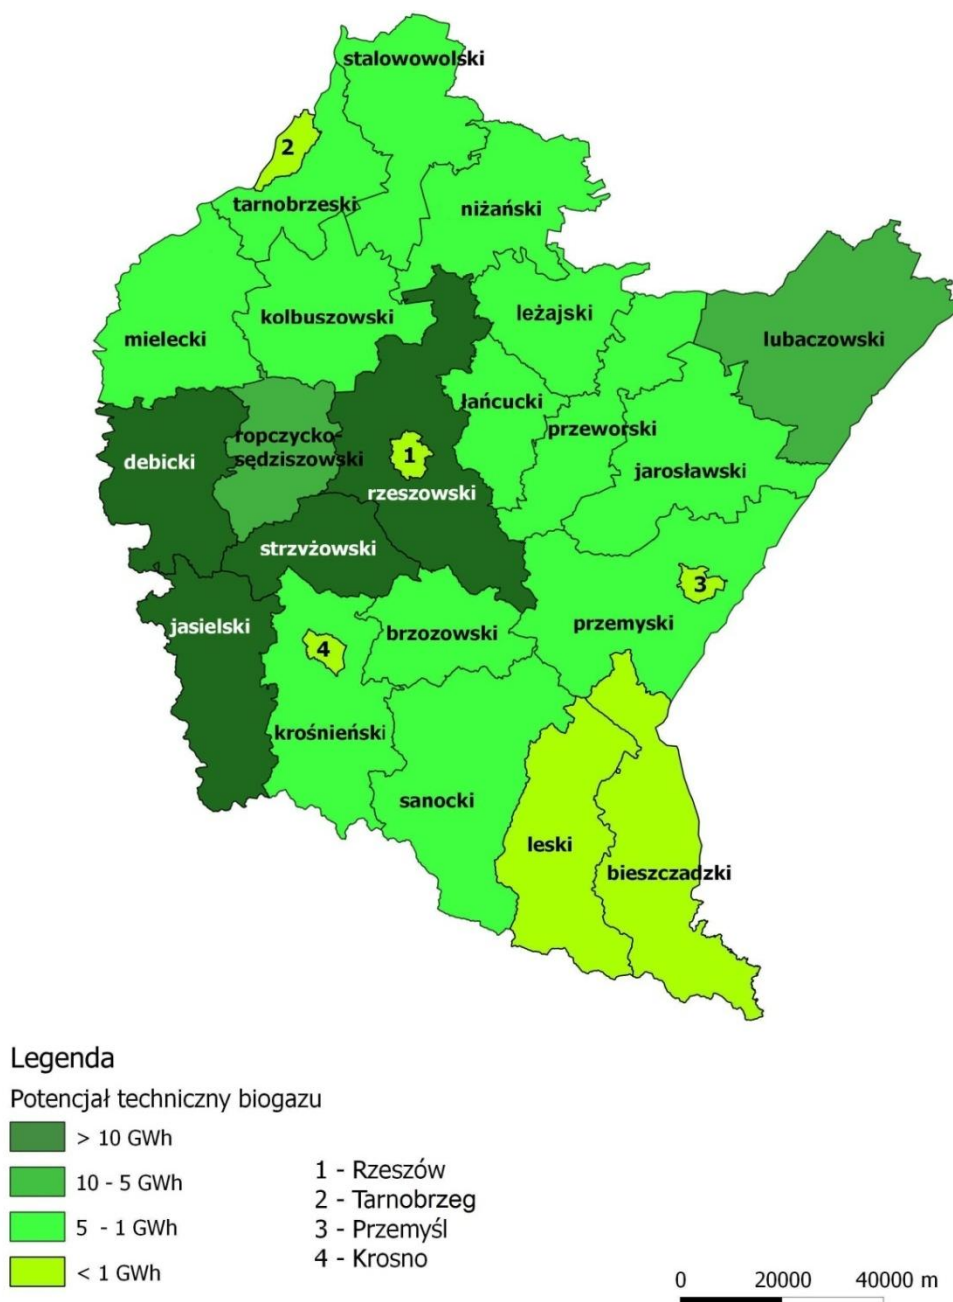 stalowowolski
2
tarnobrzeski
niżański
leżajski
kolbuszowski
mielecki
lubaczowski
łańcucki
ropczycko-
sędziszowski
przeworski
debicki
1
jarosławski
rzeszowski
strzvżowski
3
jasielski
brzozowski
przemyski
4
krośnieński
sanocki
leski
bieszczadzki
Legenda
Potencjał techniczny biogazu
> 10 GWh
10 - 5 GWh
5 - 1 GWh
< 1 GWh
1 - Rzeszów
2 - Tarnobrzeg
3 - Przemyśl
4 - Krosno
0 20000 40000 m